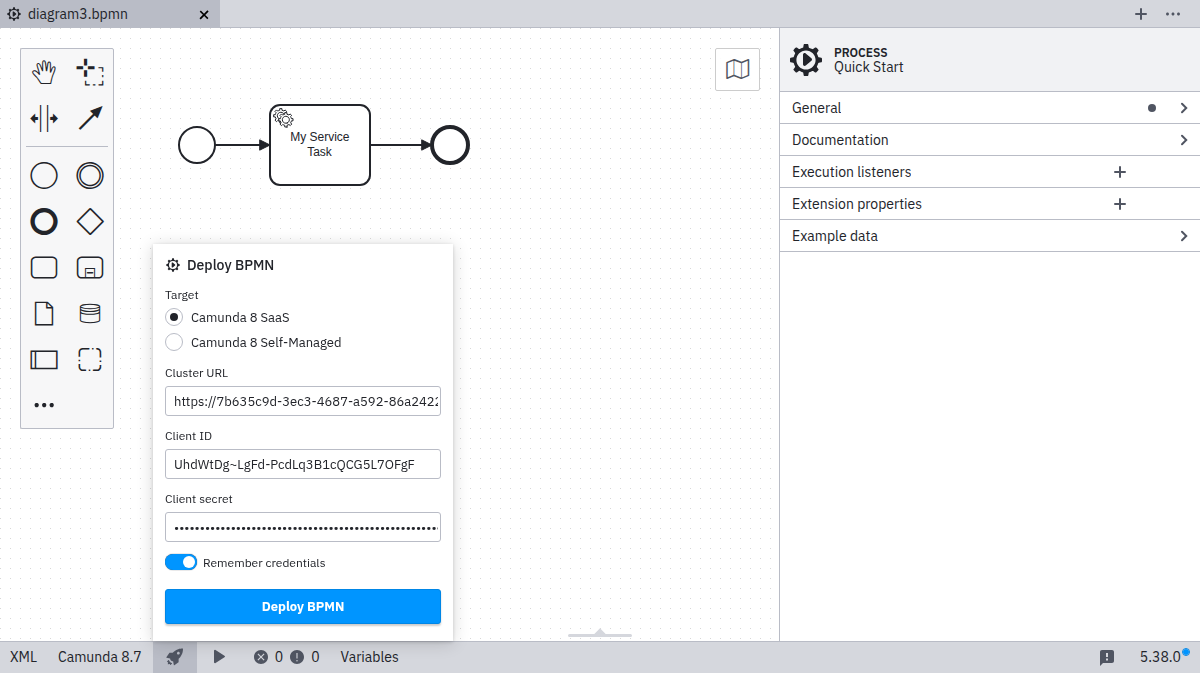 diagram3.bpmn
PROCESS
Quick Start
General
Documentation
Execution listeners
Extension properties
Example data
My Service
Task
Deploy BPMN
Target
Camunda 8 SaaS
Camunda 8 Self-Managed
Cluster URL
https://7b635c9d-3ec3-4687-a592-86a2422
Client ID
UhdWtDg~LgFd-PcdLq3B1cQCG5L7OFgF
Client secret
••••••••••••••••••••••••••••••••••••••••••••••
Remember credentials
Deploy BPMN
XML Camunda 8.7 0 0 Variables 5.38.0